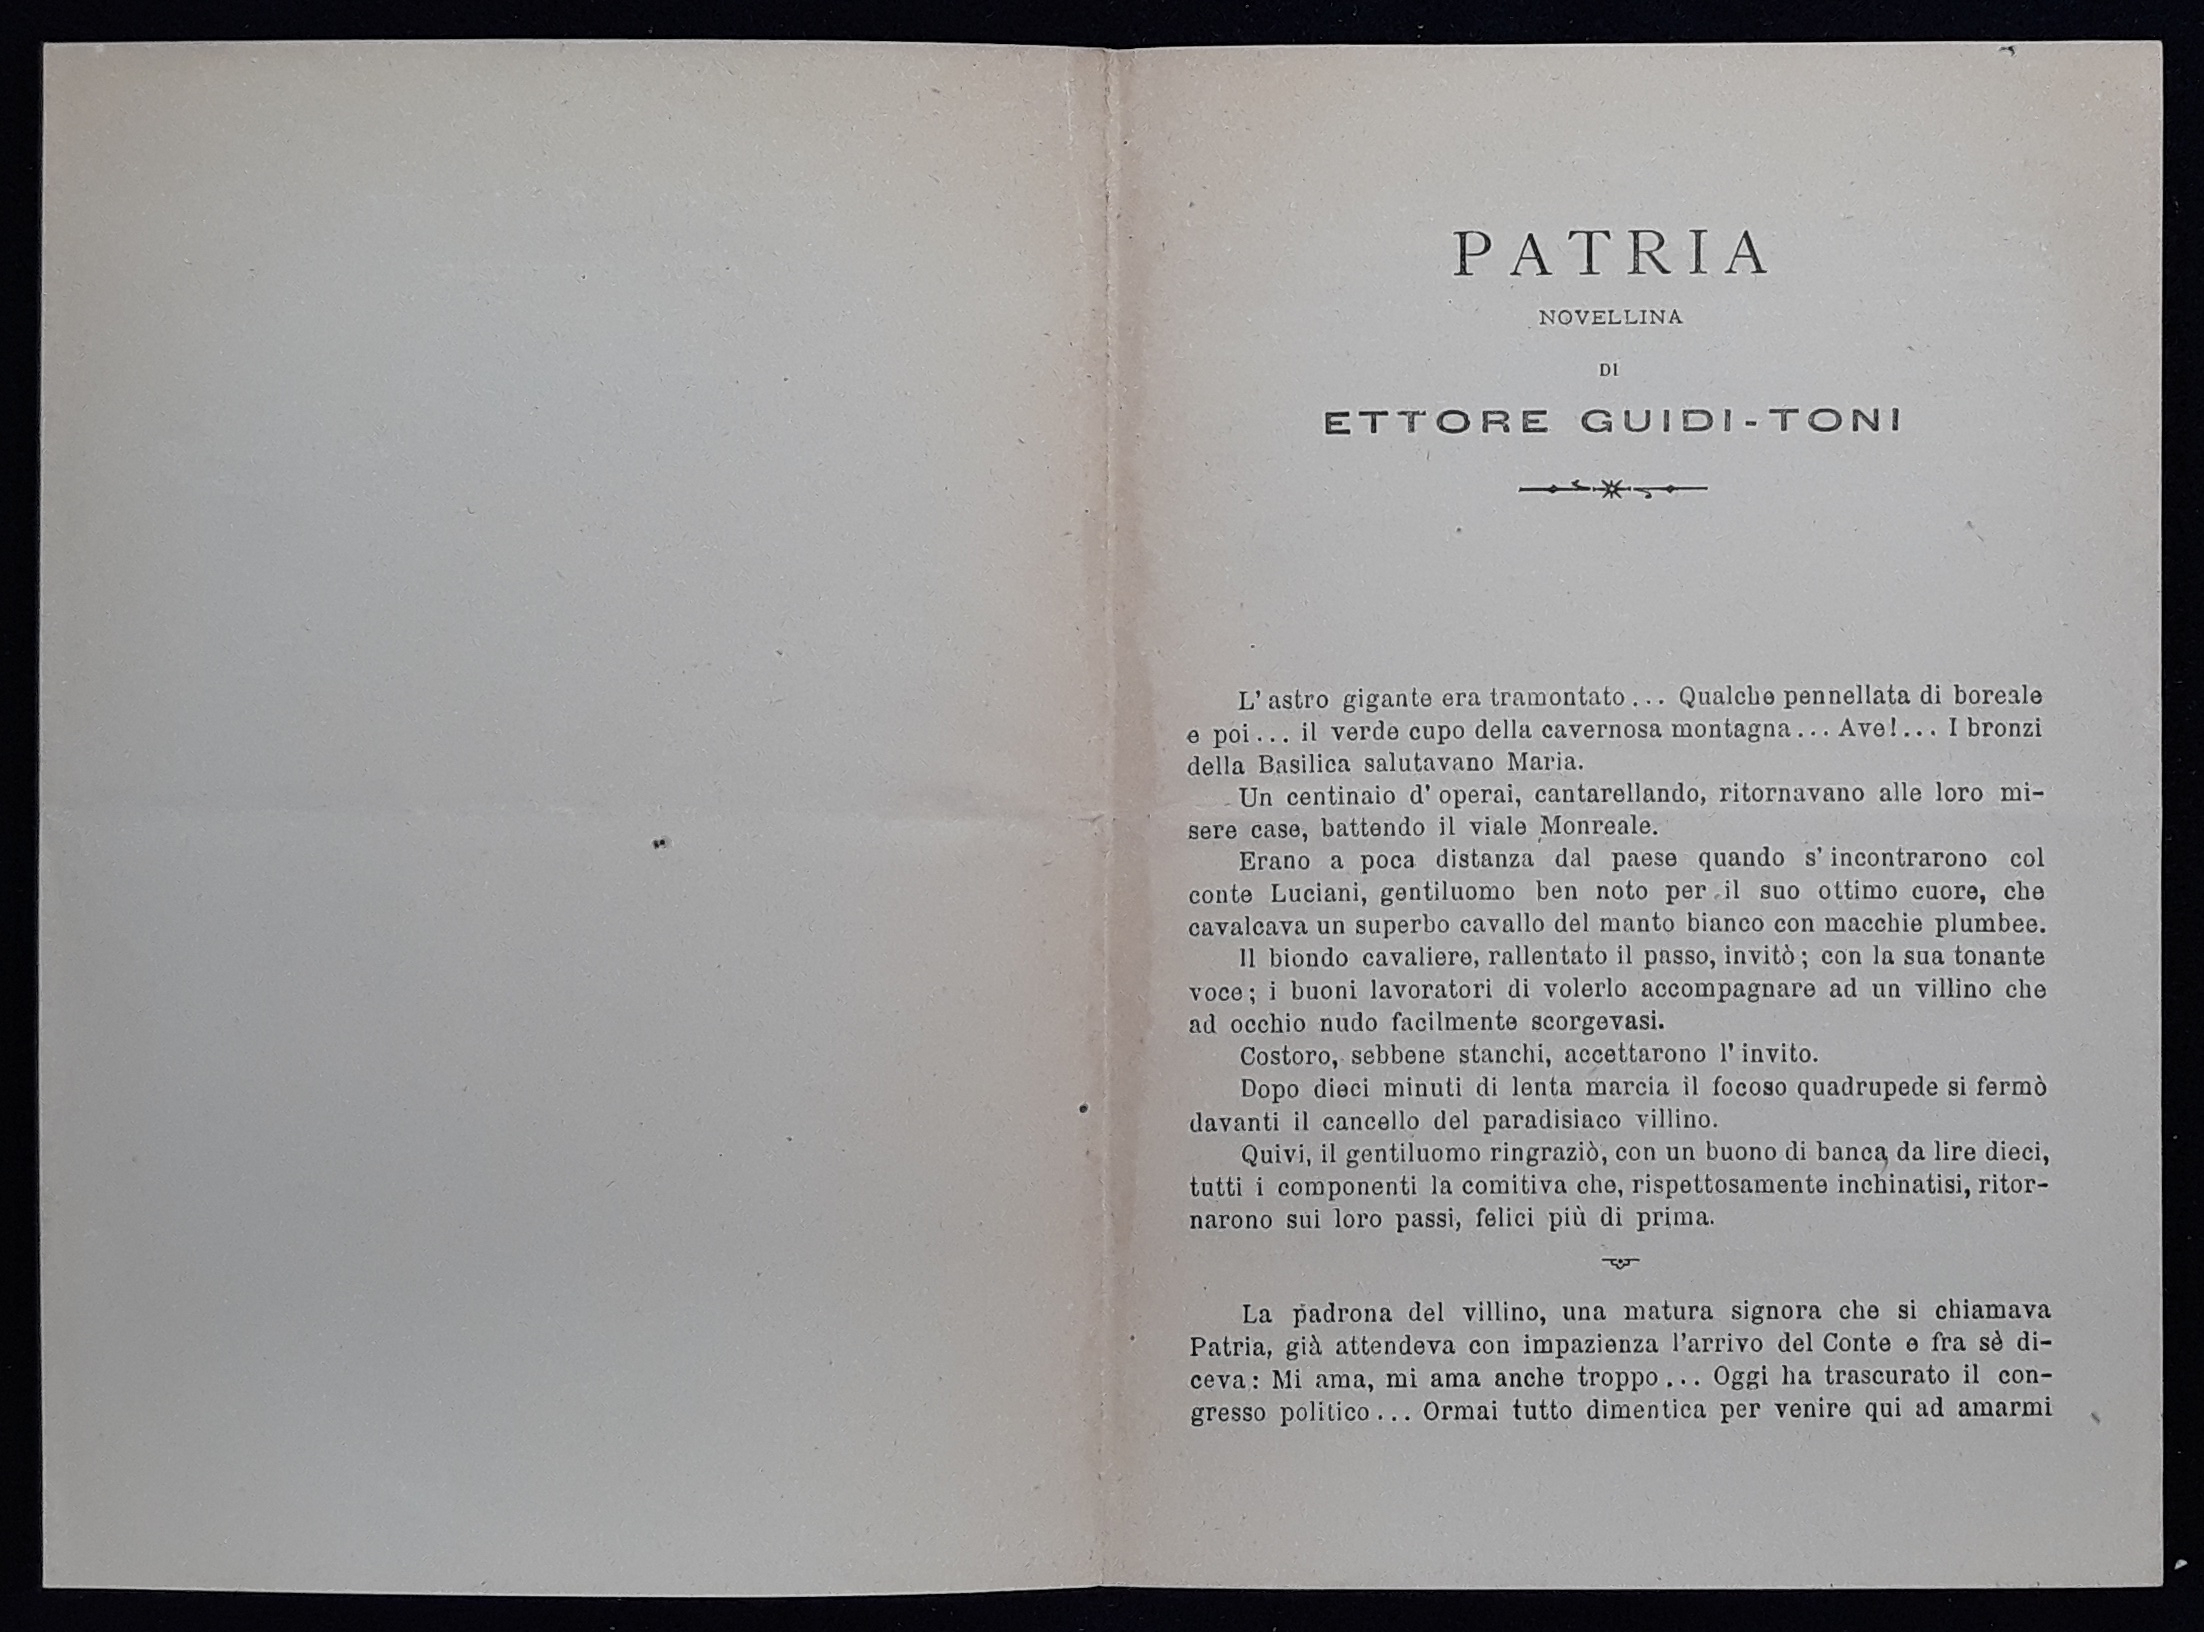 PATRIA
NOVELLINA
DI
ETTORE GUIDI-TONI
L' astro gigante era tramontato... Qualche pennellata di boreale
e poi... il verde cupo della cavernosa montagna... Ave!... I bronzi
della Basilica salutavano Maria.
Un centinaio d' operai, cantarellando, ritornavano alle loro mi-
sere case, battendo il viale Monreale.
Erano a poca distanza dal paese quando s' incontrarono col
conte Luciani, gentiluomo ben noto per il suo ottimo cuore, che
cavalcava un superbo cavallo del manto bianco con macchie plumbee.
Il biondo cavaliere, rallentato il passo, invitò; con la sua tonante
voce; i buoni lavoratori di volerlo accompagnare ad un villino che
ad occhio nudo facilmente scorgevasi.
Costoro, sebbene stanchi, accettarono l' invito.
Dopo dieci minuti di lenta marcia il focoso quadrupede si fermò
davanti il cancello del paradisiaco villino.
Quivi, il gentiluomo ringraziò, con un buono di banca da lire dieci,
tutti i componenti la comitiva che, rispettosamente inchinatisi, ritor-
narono sui loro passi, felici più di prima.
La padrona del villino, una matura signora che si chiamava
Patria, già attendeva con impazienza l'arrivo del Conte e fra sè di-
ceva: Mi ama, mi ama anche troppo... Oggi ha trascurato il con-
gresso politico... Ormai tutto dimentica per venire qui ad amarmi